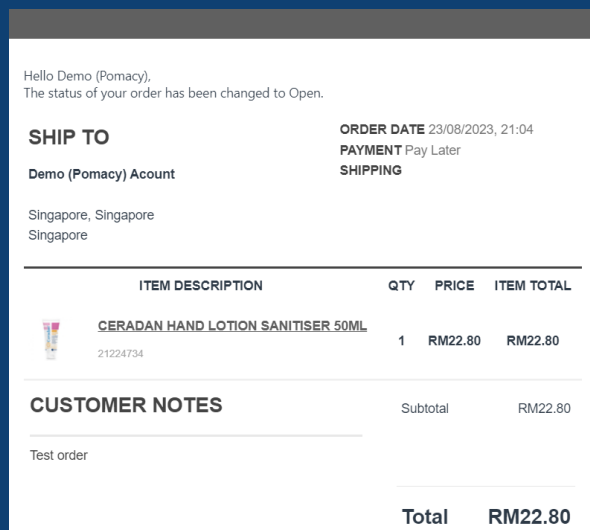 Hello Demo (Pomacy),
The status of your order has been changed to Open.
SHIP TO
Demo (Pomacy) Acount
Singapore, Singapore
Singapore
ORDER DATE 23/08/2023, 21:04
PAYMENT Pay Later
SHIPPING
ITEM DESCRIPTION QTY PRICE ITEM TOTAL
CERADAN HAND LOTION SANITISER 50ML 1 RM22.80 RM22.80
21224734
CUSTOMER NOTES
Test order
Subtotal RM22.80
Total RM22.80